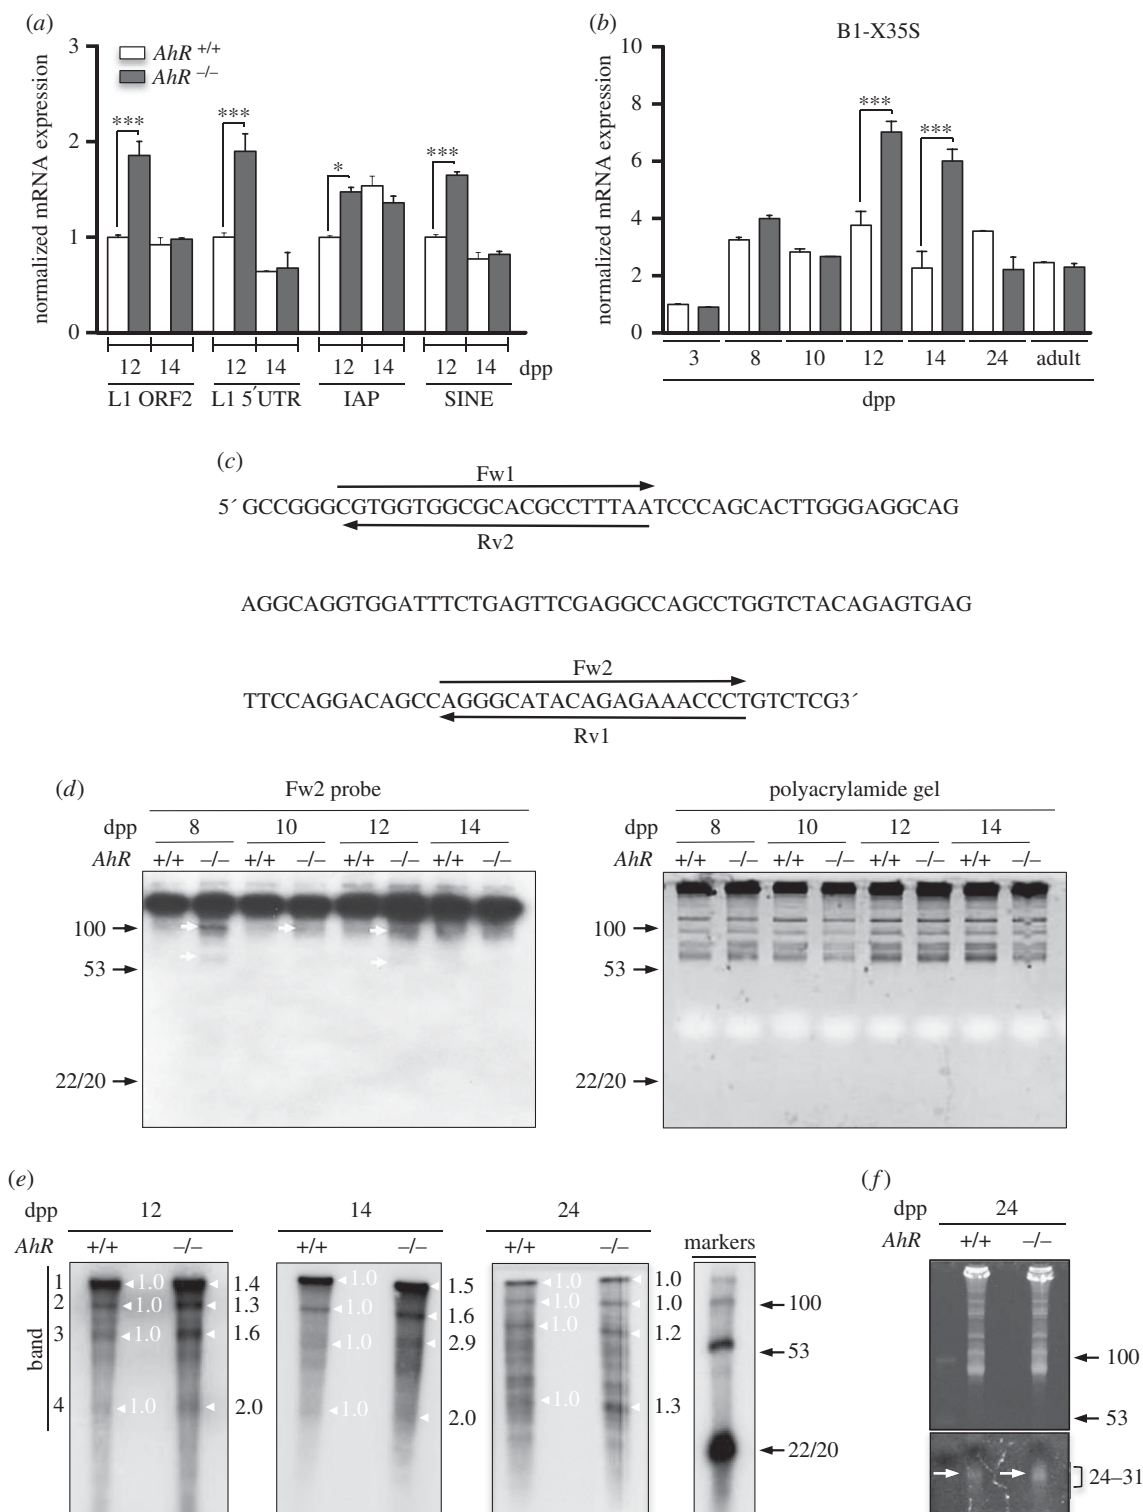 (a)
3
2
1
0
normalized mRNA expression
AhR +/+
AhR –/–
***
***
*
***
12 14 12 14 12 14 12 14 dpp
L1 ORF2 L1 5´UTR IAP SINE
(b)
B1-X35S
10
8
6
4
2
0
normalized mRNA expression
***
***
3 8 10 12 14 24 adult
dpp
(c)
Fw1
5´ GCCGGGCGTGGTGGCGCACGCCTTTAATCCCAGCACTTGGGAGGCAG
Rv2
AGGCAGGTGGATTTCTGAGTTCGAGGCCAGCCTGGTCTACAGAGTGAG
Fw2
TTCCAGGACAGCCAGGGCATACAGAGAAACCCTGTCTCG3´
Rv1
(d)
Fw2 probe
dpp 8 10 12 14
AhR +/+ –/– +/+ –/– +/+ –/– +/+ –/–
100
53
22/20
polyacrylamide gel
dpp 8 10 12 14
AhR +/+ –/– +/+ –/– +/+ –/– +/+ –/–
100
53
22/20
(e)
dpp 12 14 24
AhR +/+ –/– +/+ –/– +/+ –/– markers
band
1 1.0 1.4 1.0 1.5 1.0 1.0
2 1.3 1.0 1.6 1.0 1.0 100
3 1.0 1.6 1.0 2.9 1.0 1.2 53
4 1.0 2.0 1.0 2.0 1.0 1.3
22/20
(f)
dpp 24
AhR +/+ –/–
100
53
24–31